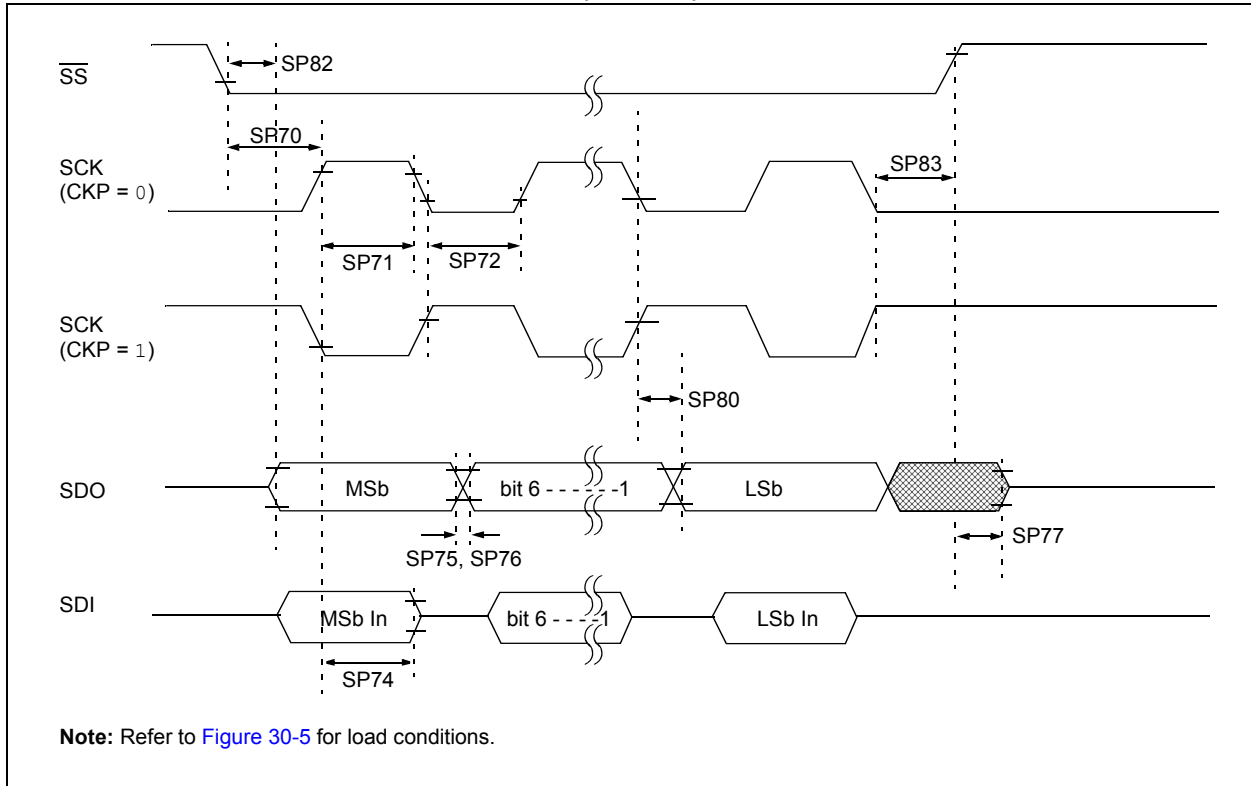 SS
SP82
SP70
SCK
(CKP = 0)
SP83
SP71
SP72
SCK
(CKP = 1)
SP80
SDO
MSb
bit 6 - - - - - -1
LSb
SP77
SP75, SP76
SDI
MSb In
bit 6 - - - -1
LSb In
SP74
Note: Refer to Figure 30-5 for load conditions.